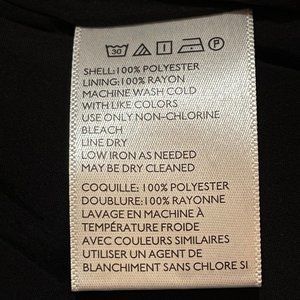 30 P
SHELL: 100% POLYESTER
LINING: 100% RAYON
MACHINE WASH COLD
WITH LIKE COLORS
USE ONLY NON-CHLORINE
BLEACH
LINE DRY
LOW IRON AS NEEDED
MAY BE DRY CLEANED
COQUILLE: 100% POLYESTER
DOUBLURE: 100% RAYONNE
LAVAGE EN MACHINE À
TEMPÉRATURE FROIDE
AVEC COULEURS SIMILAIRES
UTILISER UN AGENT DE
BLANCHIMENT SANS CHLORE SI